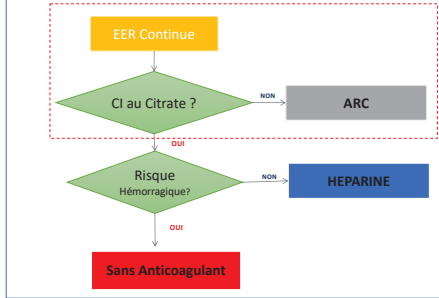 EER Continue
CI au Citrate ?
NON
ARC
OUI
Risque
Hémorragique?
NON
HEPARINE
OUI
Sans Anticoagulant